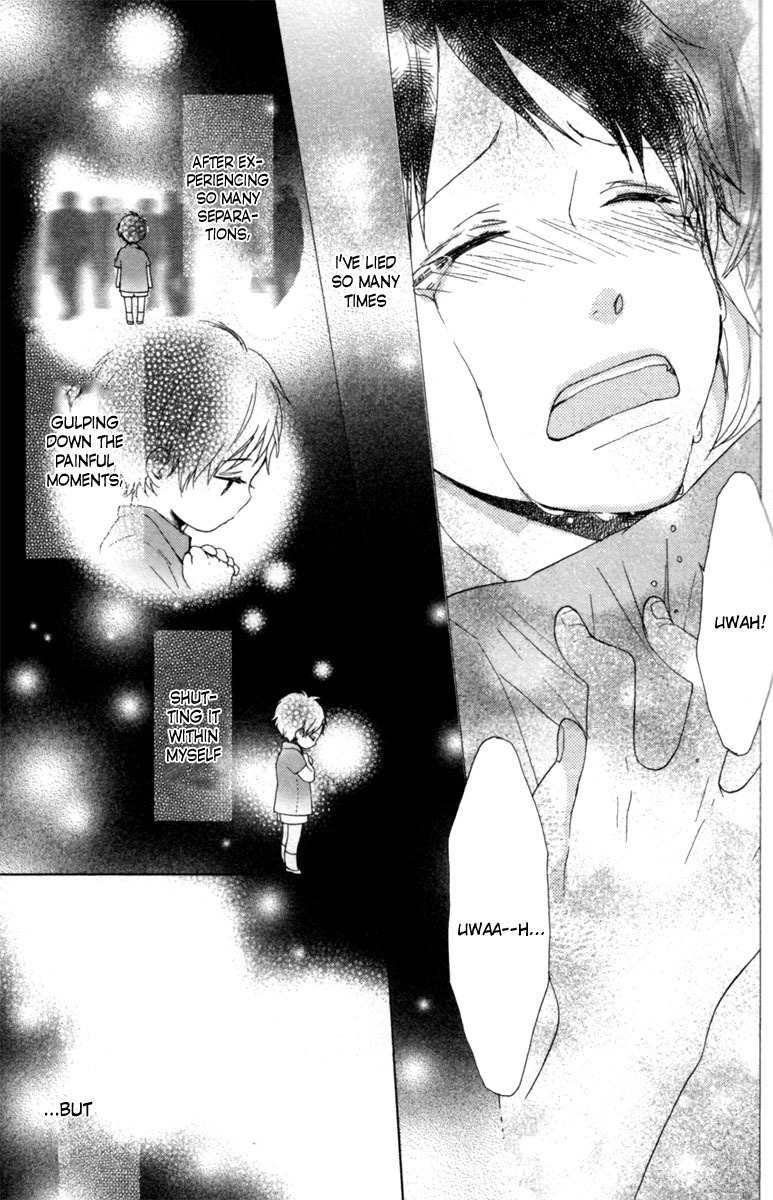 UWAH!
UWAA--H...
I'VE LIED
SO MANY
TIMES
AFTER EX-
PERIENCING
SO MANY
SEPARA-
TIONS,
GULPING
DOWN THE
PAINFUL
MOMENTS,
SHUT-
TING IT
WITHIN
MYSELF
...BUT